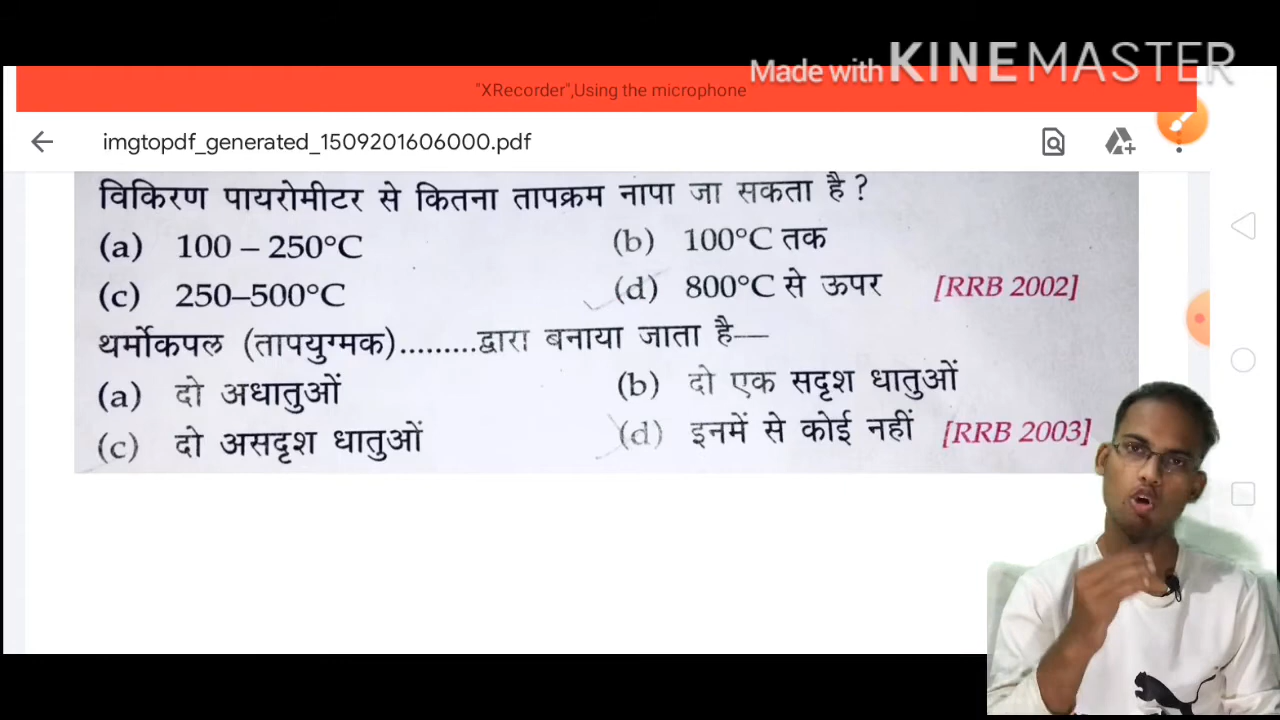 Made with KINEMASTER
"XRecorder",Using the microphone
imgtopdf_generated_1509201606000.pdf
विकिरण पायरोमीटर से कितना तापक्रम नापा जा सकता है ?
(a) 100 – 250°C (b) 100°C तक
(c) 250–500°C (d) 800°C से ऊपर [RRB 2002]
थर्मोकपल (तापयुग्मक).........द्वारा बनाया जाता है—
(a) दो अधातुओं (b) दो एक सदृश धातुओं
(c) दो असदृश धातुओं (d) इनमें से कोई नहीं [RRB 2003]